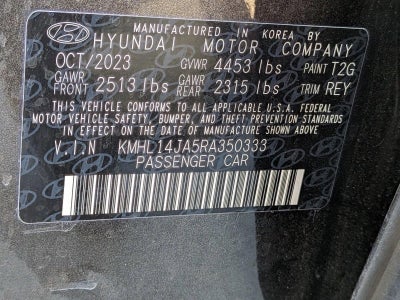 MANUFACTURED IN KOREA BY
HYUNDAI MOTOR COMPANY
OCT/2023 GVWR 4453 lbs PAINT T2G
GAWR FRONT 2513 lbs GAWR REAR 2315 lbs TRIM REY
THIS VEHICLE CONFORMS TO ALL APPLICABLE U.S.A. FEDERAL
MOTOR VEHICLE SAFETY, BUMPER, AND THEFT PREVENTION
STANDARDS IN EFFECT ON THE DATE OF MANUFACTURE
SHOWN ABOVE.
V.I.N KMHL14JA5RA350333
PASSENGER CAR